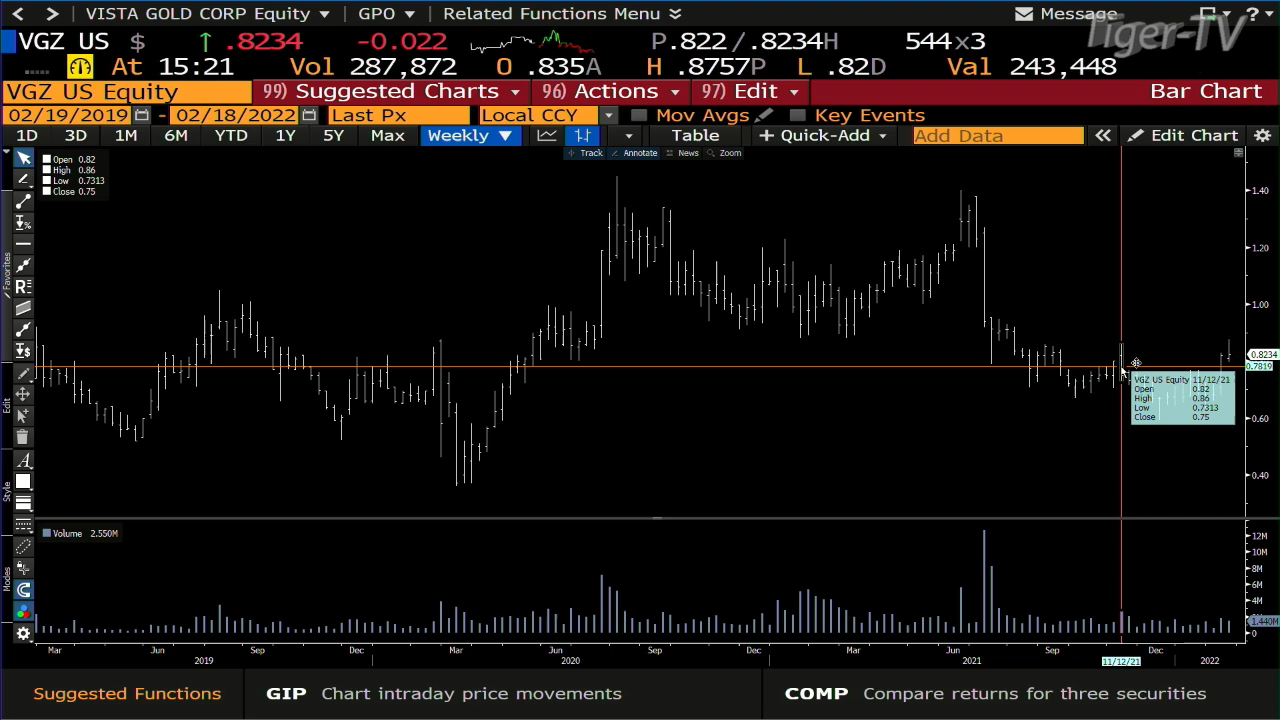 VISTA GOLD CORP Equity GPO Related Functions Menu Message ?
Tiger-TV
VGZ US $ ↑ .8234 -0.022 P.822/.8234H 544x3
At 15:21 Vol 287,872 O .835A H .8757P L .82D Val 243,448
VGZ US Equity 99) Suggested Charts 96) Actions 97) Edit Bar Chart
02/19/2019 - 02/18/2022 Last Px Local CCY Mov Avgs Key Events
1D 3D 1M 6M YTD 1Y 5Y Max Weekly ▼ Table + Quick-Add Add Data « Edit Chart
Track Annotate News Zoom
Open 0.82
High 0.86
Low 0.7313
Close 0.75
1.40
1.20
1.00
0.8234
0.7819
0.60
0.40
VGZ US Equity 11/12/21
Open 0.82
High 0.86
Low 0.7313
Close 0.75
Favorites
Edit
Style
Modes
Volume 2.550M
12M
10M
8M
6M
4M
1.440M
0
Mar Jun Sep Dec Mar Jun Sep Dec Mar Jun Sep 11/12/21 Dec 2022
2019 2020 2021
Suggested Functions GIP Chart intraday price movements COMP Compare returns for three securities